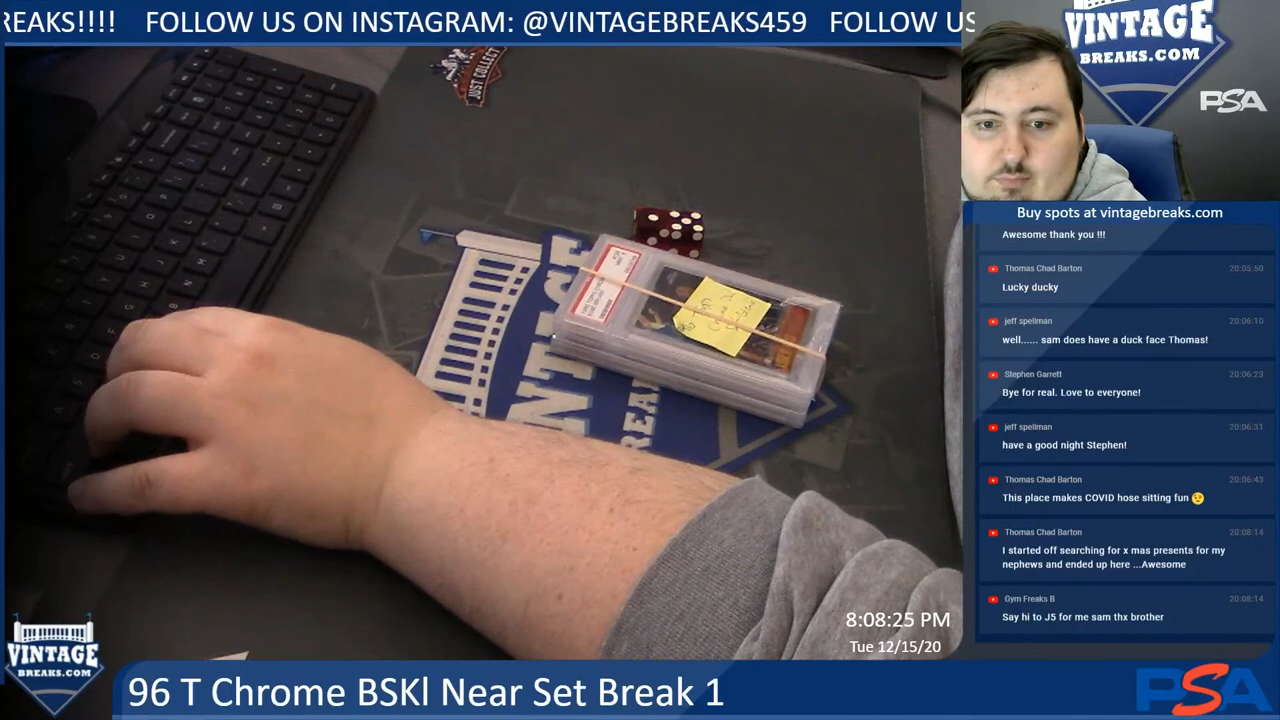 REAKS!!!! FOLLOW US ON INSTAGRAM: @VINTAGEBREAKS459 FOLLOW US
JUST COLLECT
VINTAGE
BREAKS.COM
PSA
Buy spots at vintagebreaks.com
Awesome thank you !!!
Thomas Chad Barton 20:05:50
Lucky ducky
jeff spellman 20:06:10
well...... sam does have a duck face Thomas!
Stephen Garrett 20:06:23
Bye for real. Love to everyone!
jeff spellman 20:06:31
have a good night Stephen!
Thomas Chad Barton 20:06:43
This place makes COVID hose sitting fun
Thomas Chad Barton 20:08:14
I started off searching for x mas presents for my
nephews and ended up here ...Awesome
Gym Freaks B 20:08:14
Say hi to J5 for me sam thx brother
8:08:25 PM
Tue 12/15/20
VINTAGE
BREAKS.COM
96 T Chrome BSKl Near Set Break 1
PSA